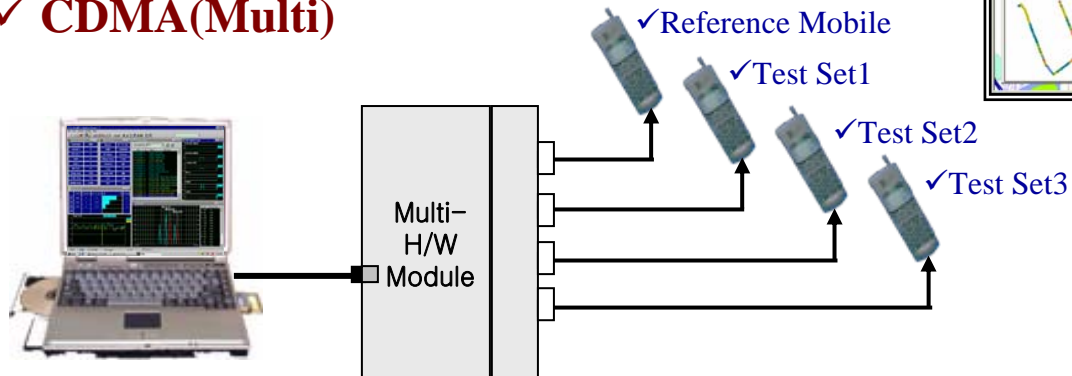 ✓ CDMA(Multi)
✓Reference Mobile
✓Test Set1
✓Test Set2
✓Test Set3
Multi-
H/W
Module